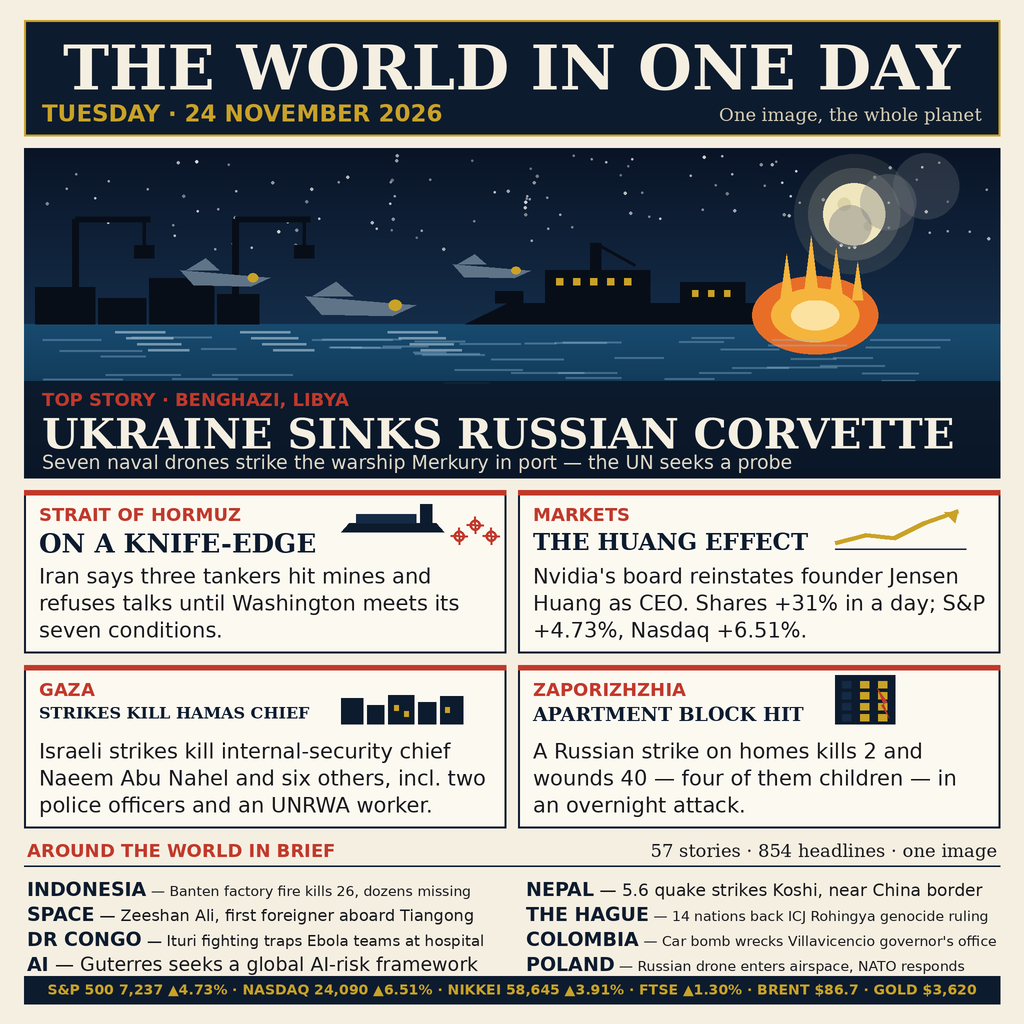 THE WORLD IN ONE DAY
TUESDAY · 24 NOVEMBER 2026
One image, the whole planet
TOP STORY · BENGHAZI, LIBYA
UKRAINE SINKS RUSSIAN CORVETTE
Seven naval drones strike the warship Merkury in port — the UN seeks a probe
STRAIT OF HORMUZ
ON A KNIFE-EDGE
Iran says three tankers hit mines and
refuses talks until Washington meets its
seven conditions.
MARKETS
THE HUANG EFFECT
Nvidia's board reinstates founder Jensen
Huang as CEO. Shares +31% in a day; S&P
+4.73%, Nasdaq +6.51%.
GAZA
STRIKES KILL HAMAS CHIEF
Israeli strikes kill internal-security chief
Naeem Abu Nahel and six others, incl. two
police officers and an UNRWA worker.
ZAPORIZHZHIA
APARTMENT BLOCK HIT
A Russian strike on homes kills 2 and
wounds 40 — four of them children — in
an overnight attack.
AROUND THE WORLD IN BRIEF
57 stories · 854 headlines · one image
INDONESIA — Banten factory fire kills 26, dozens missing
SPACE — Zeeshan Ali, first foreigner aboard Tiangong
DR CONGO — Ituri fighting traps Ebola teams at hospital
AI — Guterres seeks a global AI-risk framework
NEPAL — 5.6 quake strikes Koshi, near China border
THE HAGUE — 14 nations back ICJ Rohingya genocide ruling
COLOMBIA — Car bomb wrecks Villavicencio governor's office
POLAND — Russian drone enters airspace, NATO responds
S&P 500 7,237 ▲4.73% · NASDAQ 24,090 ▲6.51% · NIKKEI 58,645 ▲3.91% · FTSE ▲1.30% · BRENT $86.7 · GOLD $3,620